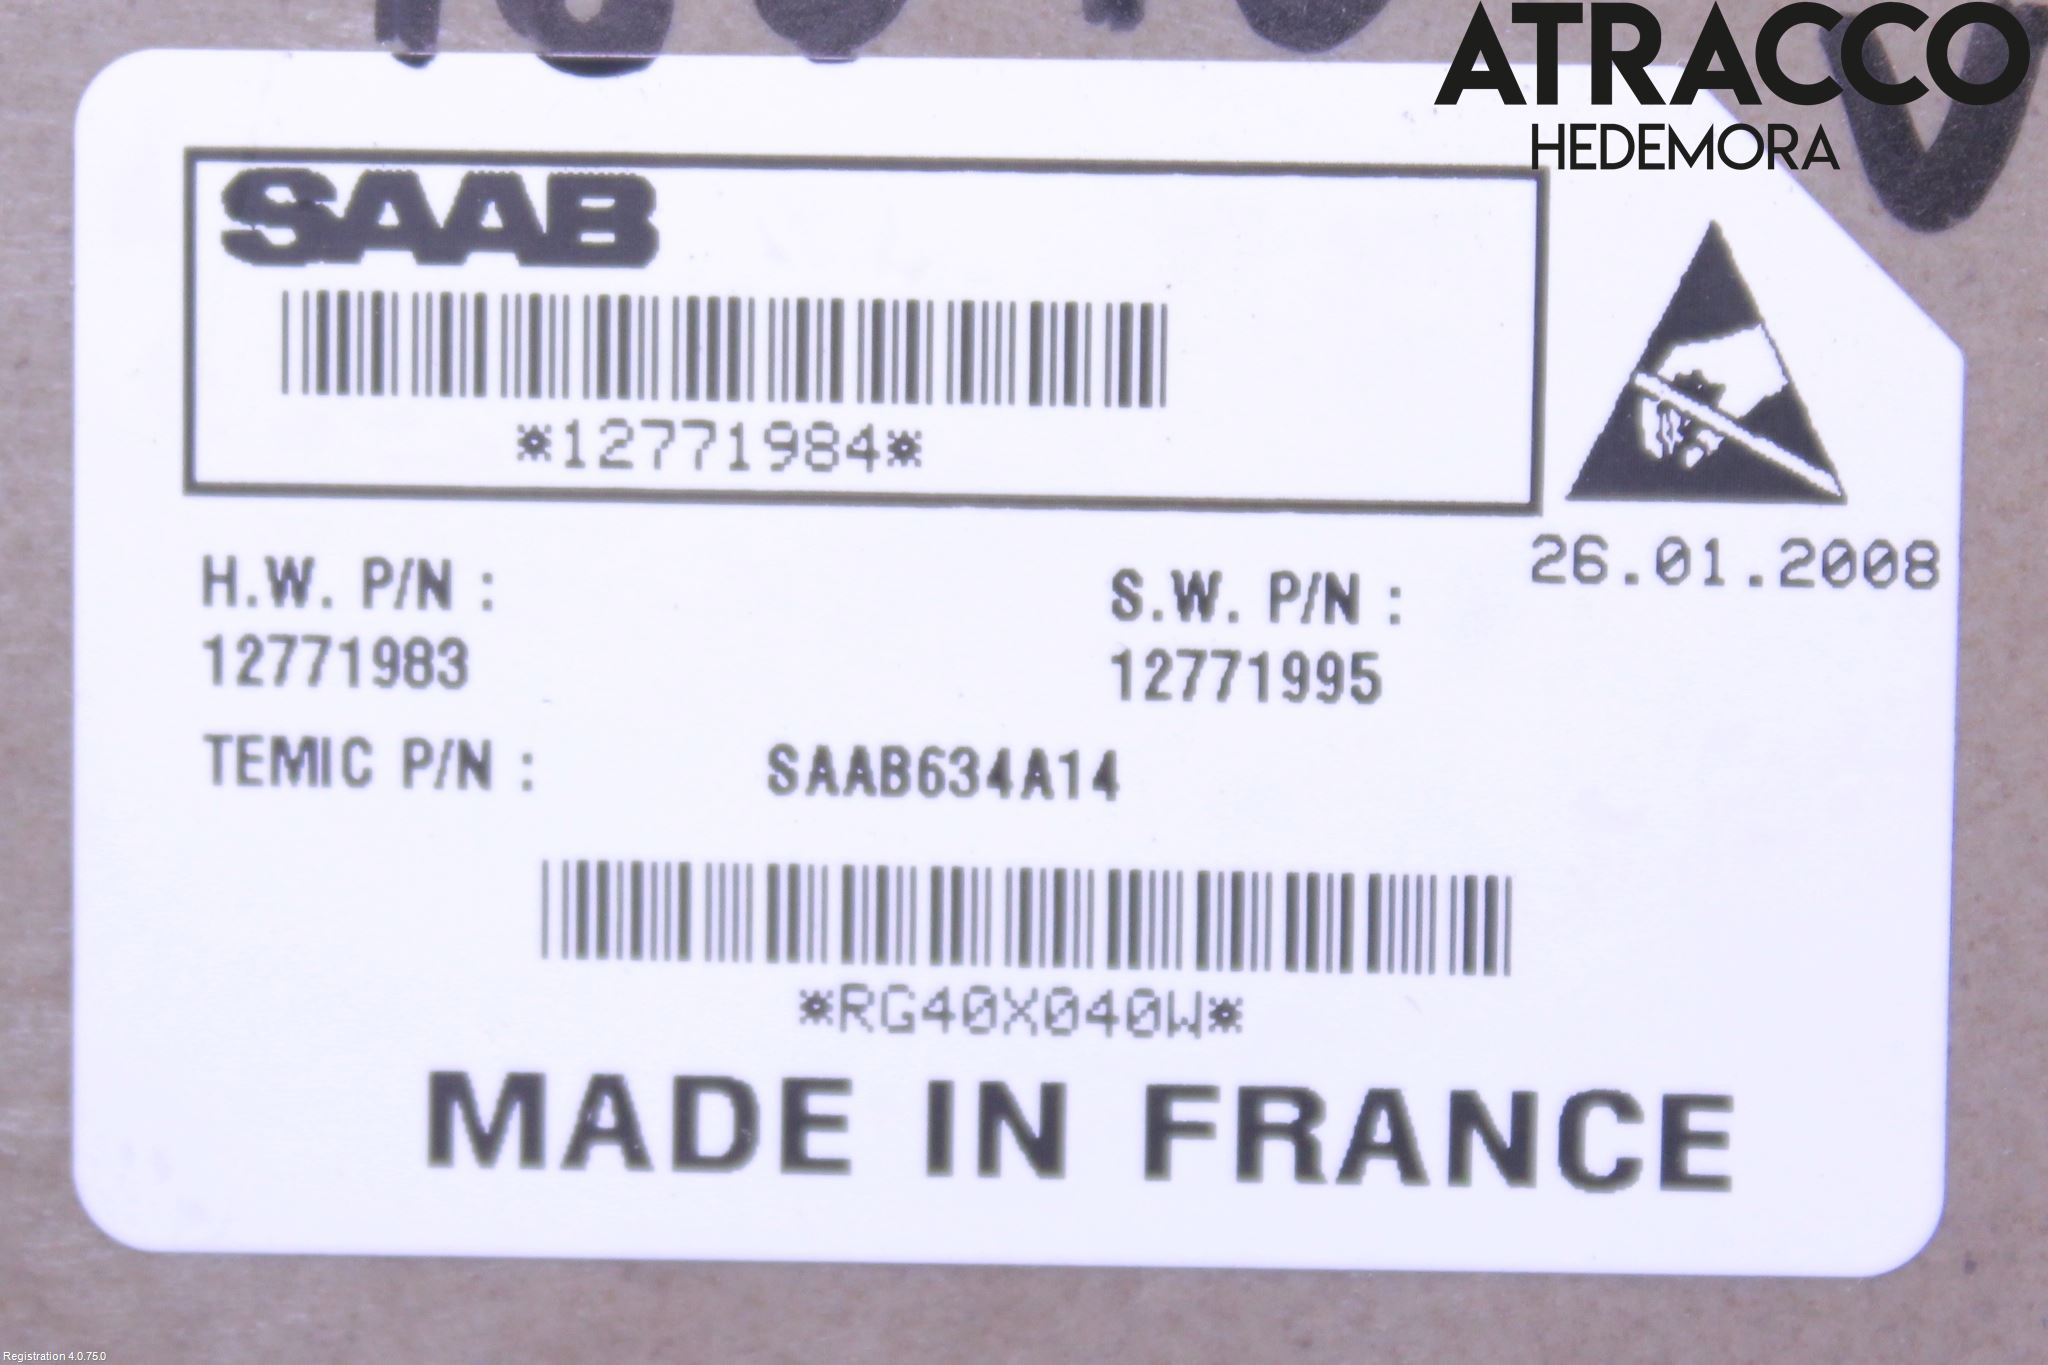 ATRACCO
HEDEMORA
SAAB
*12771984*
26.01.2008
H.W. P/N :
S.W. P/N :
12771983
12771995
TEMIC P/N :
SAAB634A14
*RG40X040W*
MADE IN FRANCE
Registration 4.0.75.0